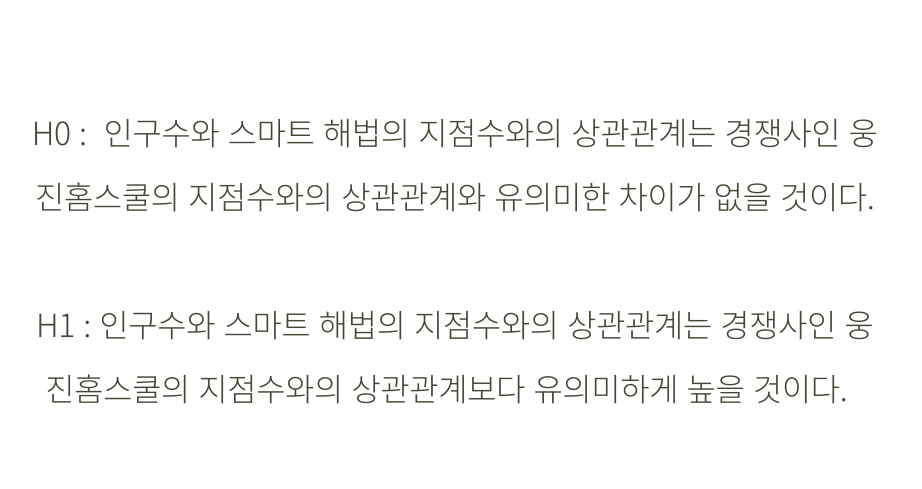 H0 : 인구수와 스마트 해법의 지점수와의 상관관계는 경쟁사인 웅
진홈스쿨의 지점수와의 상관관계와 유의미한 차이가 없을 것이다.
H1 : 인구수와 스마트 해법의 지점수와의 상관관계는 경쟁사인 웅
진홈스쿨의 지점수와의 상관관계보다 유의미하게 높을 것이다.